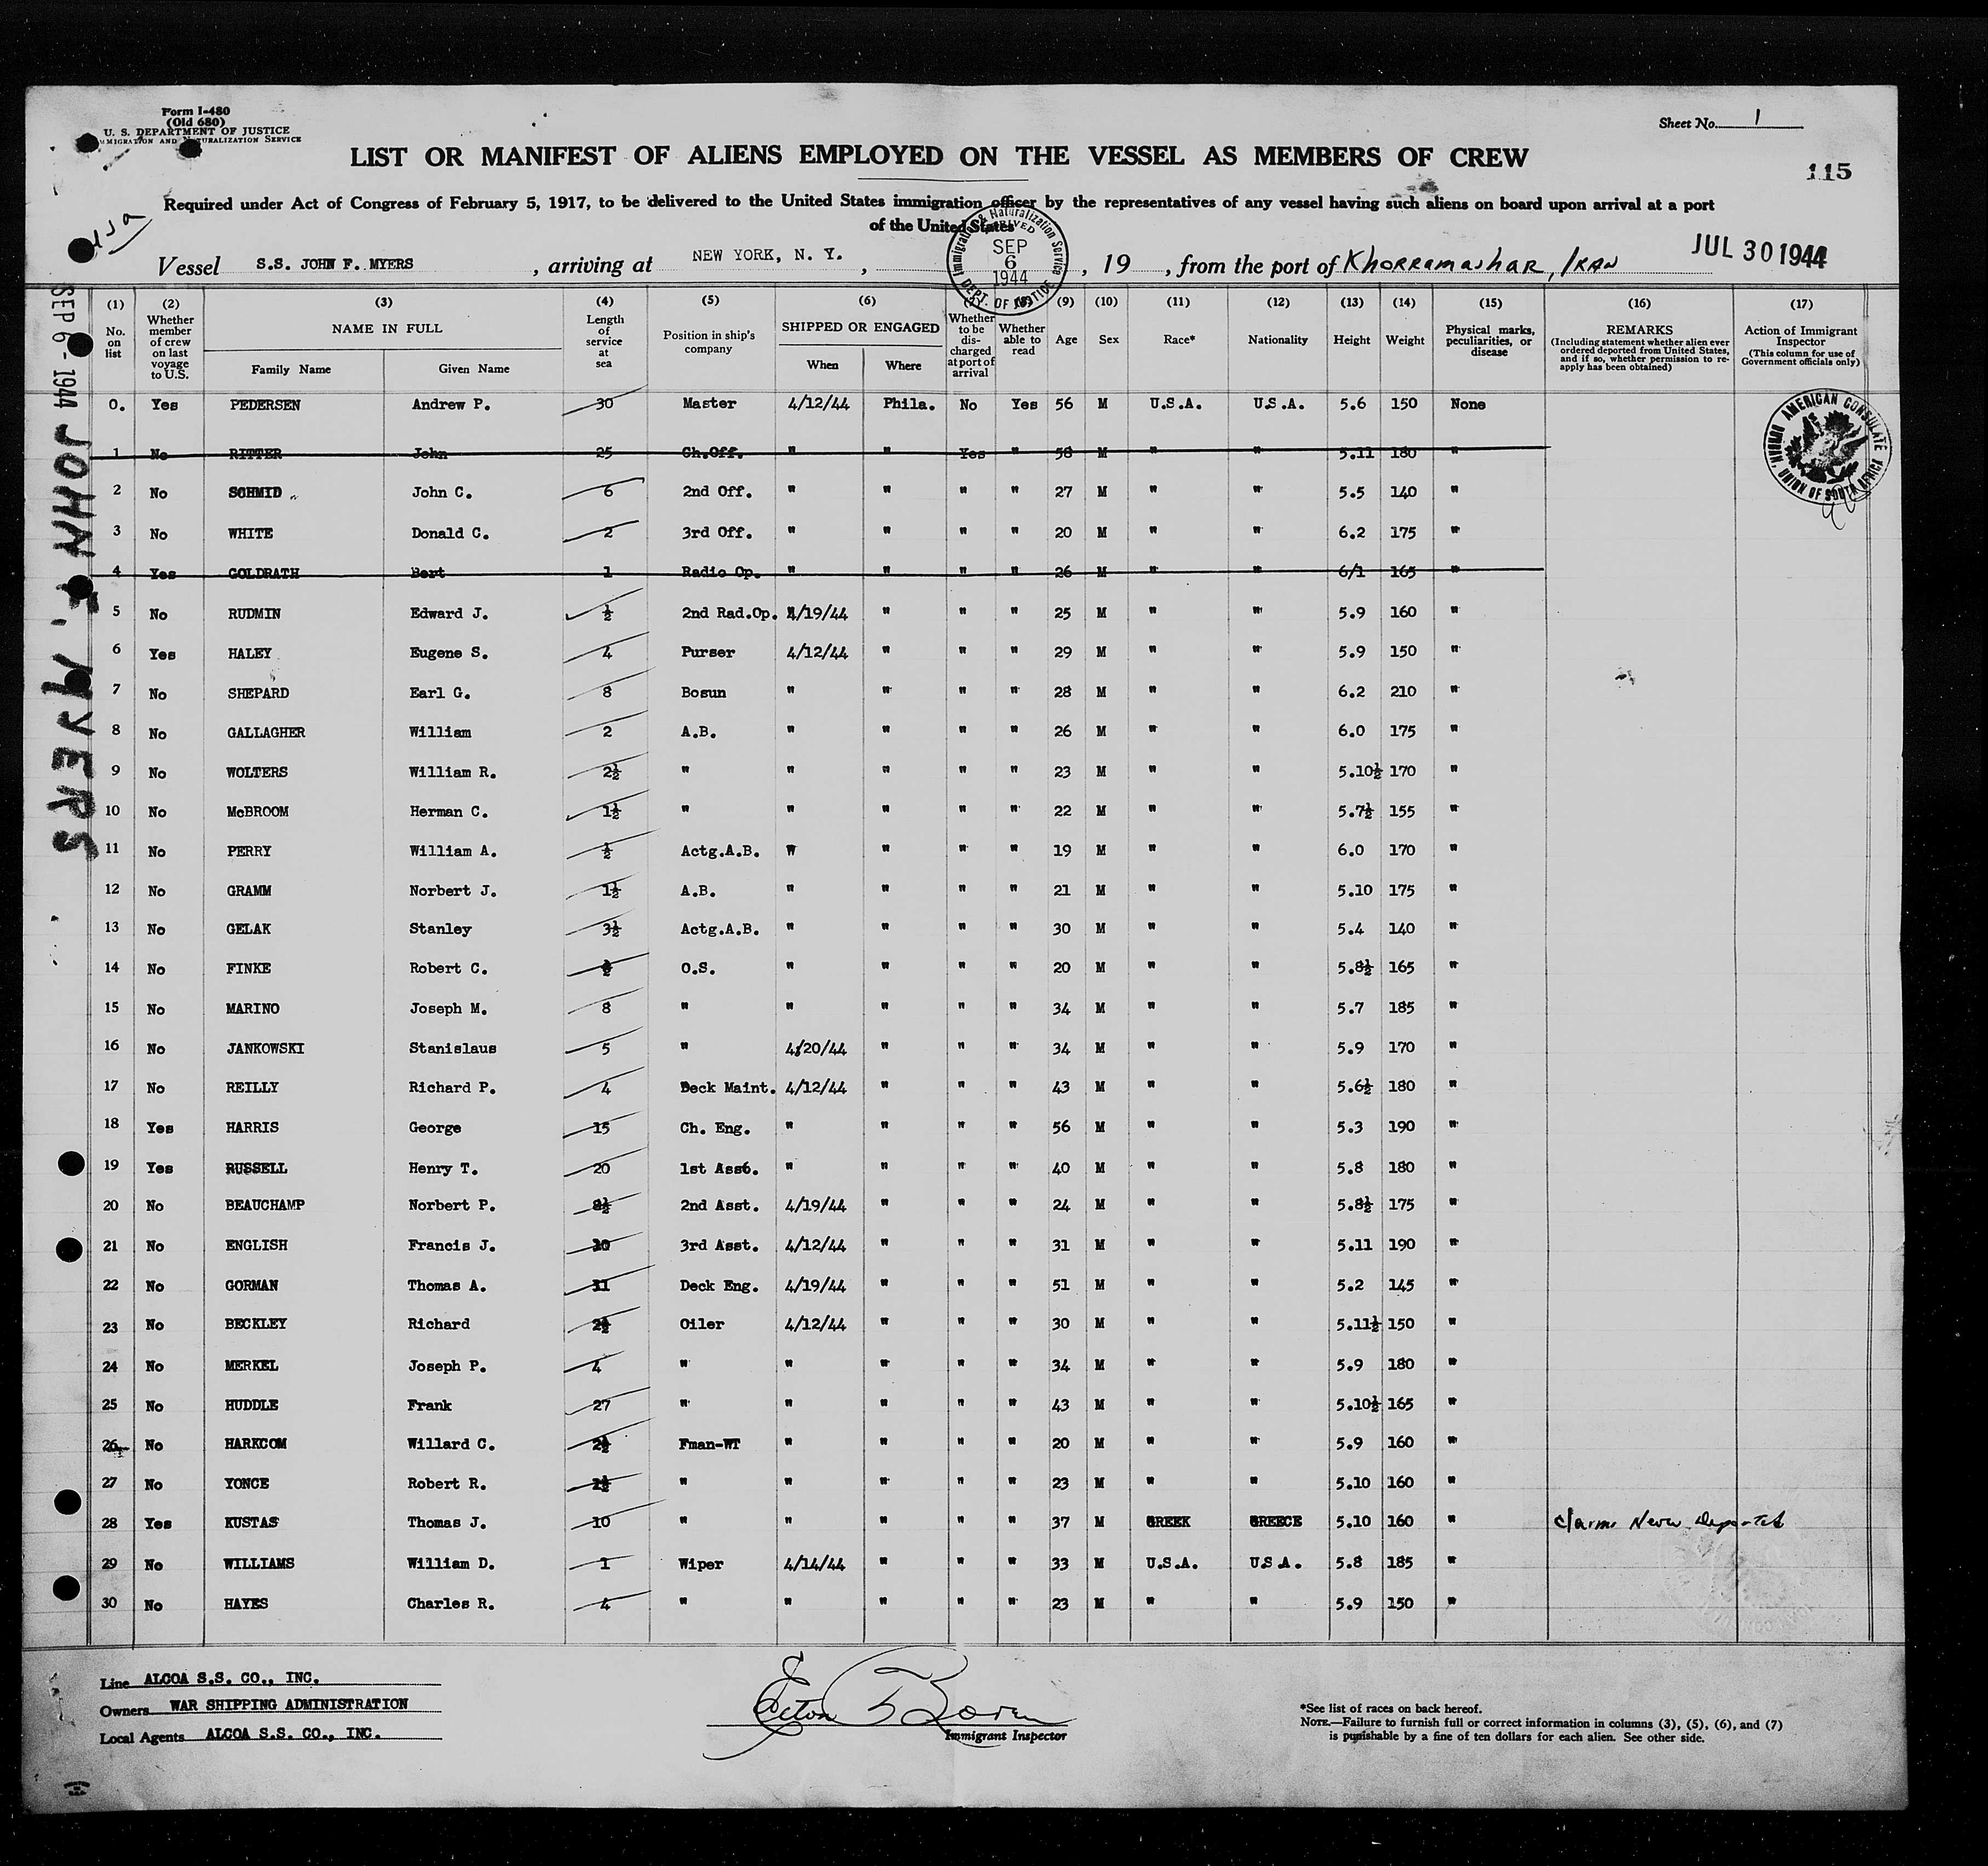 Form I-480
(Old 680)
U. S. DEPARTMENT OF JUSTICE
IMMIGRATION AND NATURALIZATION SERVICE
Sheet No. 1
LIST OR MANIFEST OF ALIENS EMPLOYED ON THE VESSEL AS MEMBERS OF CREW
115
Required under Act of Congress of February 5, 1917, to be delivered to the United States immigration officer by the representatives of any vessel having such aliens on board upon arrival at a port
of the United States
Vessel S.S. JOHN F. MYERS , arriving at NEW YORK, N. Y. , , 19 , from the port of Khorramashar, Iran JUL 30 1944
Immigration & Naturalization Service SEP 6 1944 DEPT. OF JUSTICE
SEP 6 - 1944 JOHN F. MYERS
(1) (2) (3) (4) (5) (6) (7) (8) (9) (10) (11) (12) (13) (14) (15) (16) (17)
No. on list
Whether member of crew on last voyage to U.S.
NAME IN FULL
Family Name Given Name
Length of service at sea
Position in ship's company
SHIPPED OR ENGAGED
When Where
Whether to be discharged at port of arrival
Whether able to read
Age Sex Race* Nationality Height Weight
Physical marks, peculiarities, or disease
REMARKS
(Including statement whether alien ever ordered deported from United States, and if so, whether permission to re-apply has been obtained)
Action of Immigrant Inspector
(This column for use of Government officials only)
0. Yes PEDERSEN Andrew P. 30 Master 4/12/44 Phila. No Yes 56 M U.S.A. U.S.A. 5.6 150 None
1 No RITTER John 25 Ch.Off. " " Yes " 58 M " " 5.11 180 "
2 No SCHMID John C. 6 2nd Off. " " " " 27 M " " 5.5 140 "
3 No WHITE Donald C. 2 3rd Off. " " " " 20 M " " 6.2 175 "
4 Yes GOLDRATH Bert 1 Radio Op. " " " " 26 M " " 6/1 165 "
5 No RUDMIN Edward J. ½ 2nd Rad.Op. 4/19/44 " " " 25 M " " 5.9 160 "
6 Yes HALEY Eugene S. 4 Purser 4/12/44 " " " 29 M " " 5.9 150 "
7 No SHEPARD Earl G. 8 Bosun " " " " 28 M " " 6.2 210 "
8 No GALLAGHER William 2 A.B. " " " " 26 M " " 6.0 175 "
9 No WOLTERS William R. 2½ " " " " " 23 M " " 5.10½ 170 "
10 No McBROOM Herman C. 1½ " " " " " 22 M " " 5.7½ 155 "
11 No PERRY William A. ½ Actg.A.B. " " " " 19 M " " 6.0 170 "
12 No GRAMM Norbert J. 1½ A.B. " " " " 21 M " " 5.10 175 "
13 No GELAK Stanley 3½ Actg.A.B. " " " " 30 M " " 5.4 140 "
14 No FINKE Robert C. ½ O.S. " " " " 20 M " " 5.8½ 165 "
15 No MARINO Joseph M. 8 " " " " " 34 M " " 5.7 185 "
16 No JANKOWSKI Stanislaus 5 " 4/20/44 " " " 34 M " " 5.9 170 "
17 No REILLY Richard P. 4 Deck Maint. 4/12/44 " " " 43 M " " 5.6½ 180 "
18 Yes HARRIS George 15 Ch. Eng. " " " " 56 M " " 5.3 190 "
19 Yes RUSSELL Henry T. 20 1st Asst. " " " " 40 M " " 5.8 180 "
20 No BEAUCHAMP Norbert P. 2nd Asst. 4/19/44 " " " 24 M " " 5.8½ 175 "
21 No ENGLISH Francis J. 10 3rd Asst. 4/12/44 " " " 31 M " " 5.11 190 "
22 No GORMAN Thomas A. Deck Eng. 4/19/44 " " " 51 M " " 5.2 145 "
23 No BECKLEY Richard 2½ Oiler 4/12/44 " " " 30 M " " 5.11½ 150 "
24 No MERKEL Joseph P. 4 " " " " " 34 M " " 5.9 180 "
25 No HUDDLE Frank 27 " " " " " 43 M " " 5.10½ 165 "
26 No HARKCOM Willard C. 2½ Fman-WT " " " " 20 M " " 5.9 160 "
27 No YONCE Robert R. 1½ " " " " " 23 M " " 5.10 160 "
28 Yes KUSTAS Thomas J. 10 " " " " " 37 M GREEK GREECE 5.10 160 " Claims Never Deported
29 No WILLIAMS William D. 1 Wiper 4/14/44 " " " 33 M U.S.A. U.S.A. 5.8 185 "
30 No HAYES Charles R. 4 " " " " " 23 M " " 5.9 150 "
AMERICAN CONSULATE DURBAN, UNION OF SOUTH AFRICA
Line ALCOA S.S. CO., INC.
Owners WAR SHIPPING ADMINISTRATION
Local Agents ALCOA S.S. CO., INC.
Immigrant Inspector
*See list of races on back hereof.
NOTE.—Failure to furnish full or correct information in columns (3), (5), (6), and (7)
is punishable by a fine of ten dollars for each alien. See other side.